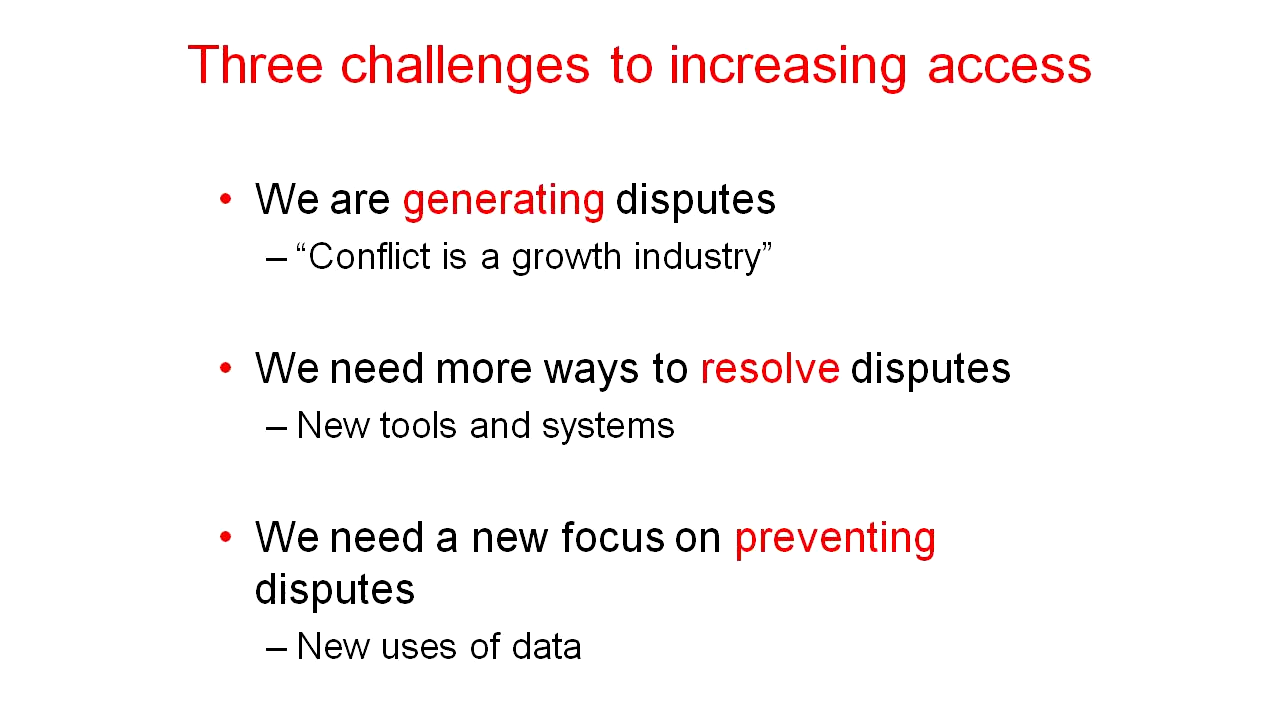 Three challenges to increasing access
• We are generating disputes
– “Conflict is a growth industry”
• We need more ways to resolve disputes
– New tools and systems
• We need a new focus on preventing
disputes
– New uses of data